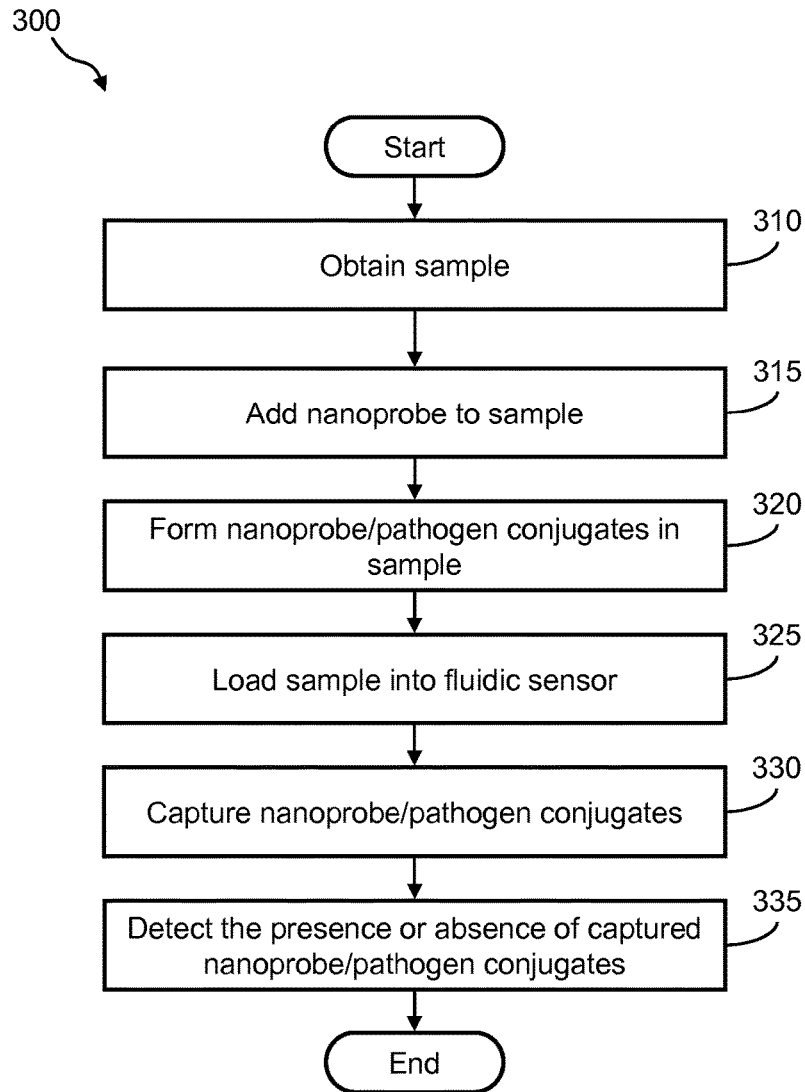 300
Start
310
Obtain sample
315
Add nanoprobe to sample
320
Form nanoprobe/pathogen conjugates in
sample
325
Load sample into fluidic sensor
330
Capture nanoprobe/pathogen conjugates
335
Detect the presence or absence of captured
nanoprobe/pathogen conjugates
End